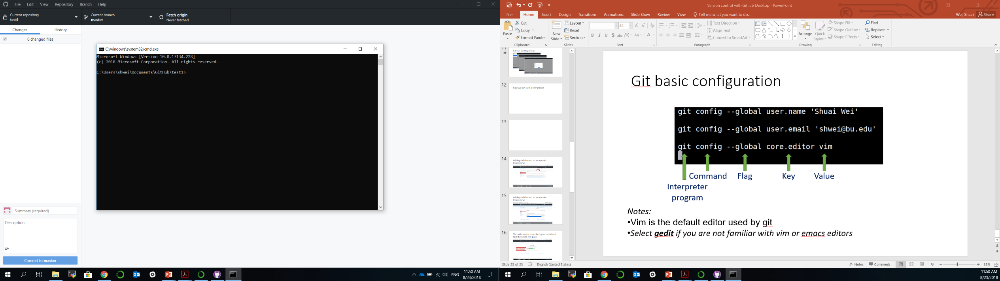 File Edit View Repository Branch Help
Current repository
test1
Current branch
master
Fetch origin
Never fetched
Changes History
0 changed files
C:\windows\system32\cmd.exe
Microsoft Windows [Version 10.0.17134.228]
(c) 2018 Microsoft Corporation. All rights reserved.
C:\Users\shwei\Documents\GitHub\test1>
Summary (required)
Description
Commit to master
ENG
11:50 AM
8/23/2018
Version control with Github Desktop - PowerPoint
File Home Insert Design Transitions Animations Slide Show Review View Tell me what you want to do...
Wei, Shuai Share
Paste
Cut
Copy
Format Painter
Clipboard
New
Slide
Layout
Reset
Section
Slides
44
B I U S abc AV Aa A
Font
Text Direction
Align Text
Convert to SmartArt
Paragraph
Arrange
Quick
Styles
Shape Fill
Shape Outline
Shape Effects
Drawing
Find
Replace
Select
Editing
11
GitHub Desktop Setup
12
Now we can start a new project
13
14
Adding collaborator to your project
(repository)
15
Adding collaborator to your project
(repository)
16
The collaborator may check your email and
find the link to this page.
Git basic configuration
git config --global user.name 'Shuai Wei'
git config --global user.email 'shwei@bu.edu'
git config --global core.editor vim
Command Flag Key Value
Interpreter
program
Notes:
•Vim is the default editor used by git
•Select gedit if you are not familiar with vim or emacs editors
Slide 23 of 23 English (United States)
Notes Comments 88%
11:50 AM
8/23/2018